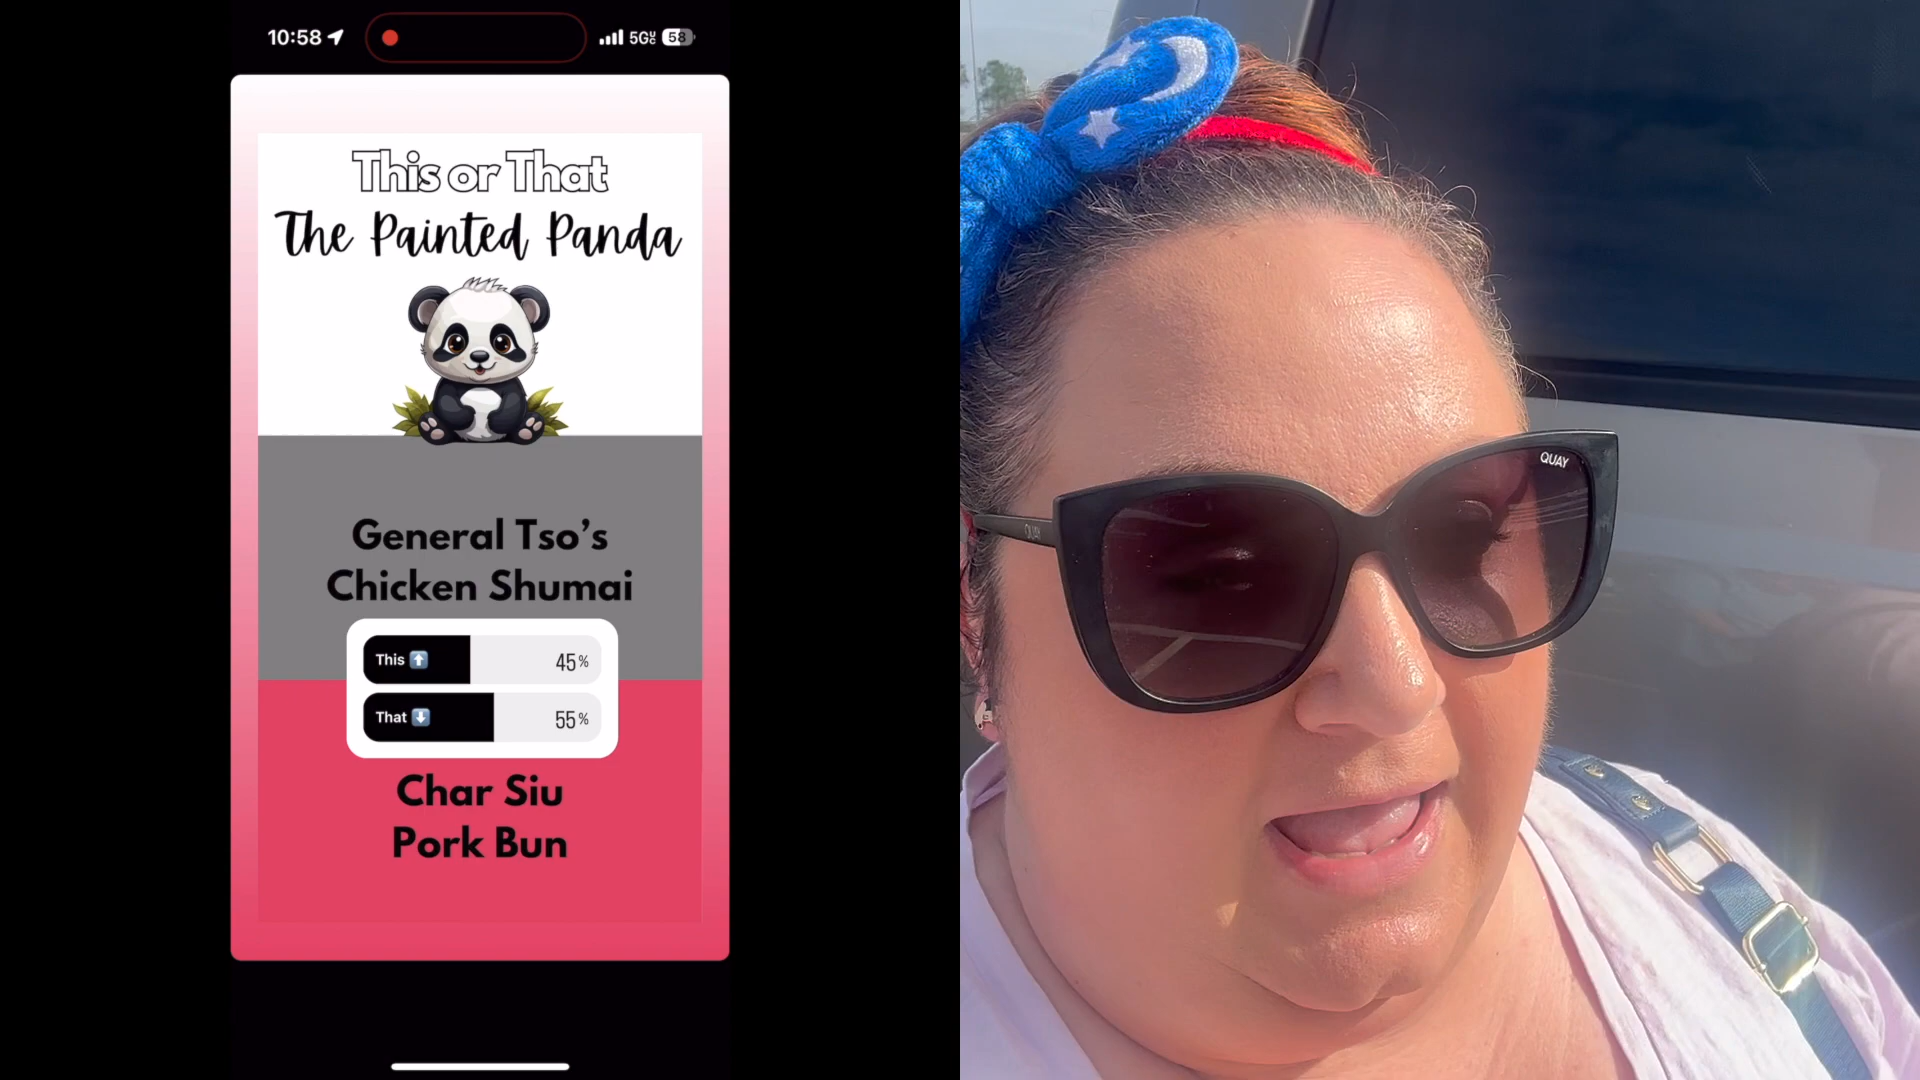 10:58
5G
58
This or That
The Painted Panda
General Tso's
Chicken Shumai
This ⬆️ 45%
That ⬇️ 55%
Char Siu
Pork Bun
QUAY
QUAY